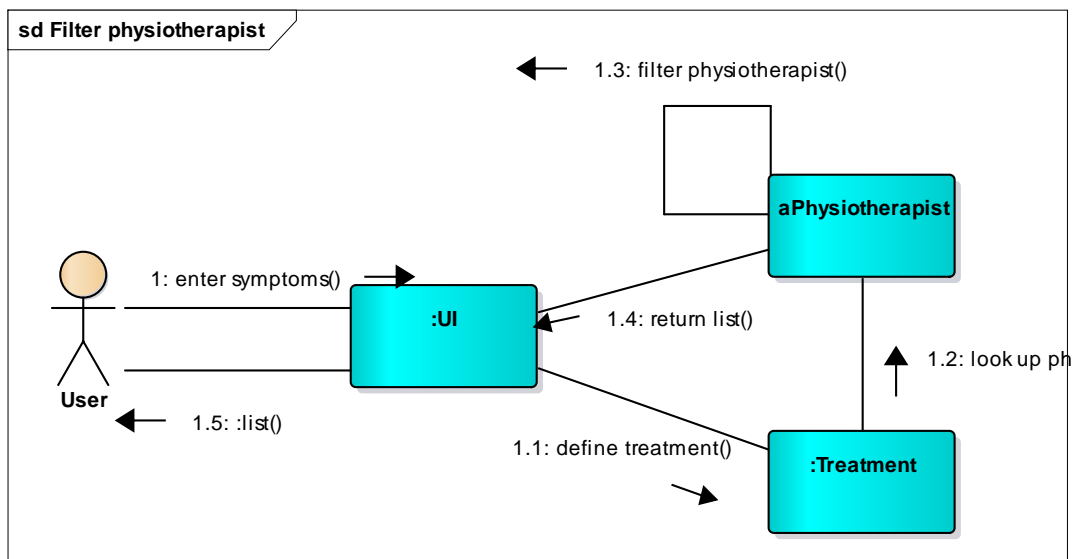 sd Filter physiotherapist
1.3: filter physiotherapist()
aPhysiotherapist
1: enter symptoms()
:UI
1.4: return list()
1.2: look up ph
User
1.5: :list()
1.1: define treatment()
:Treatment